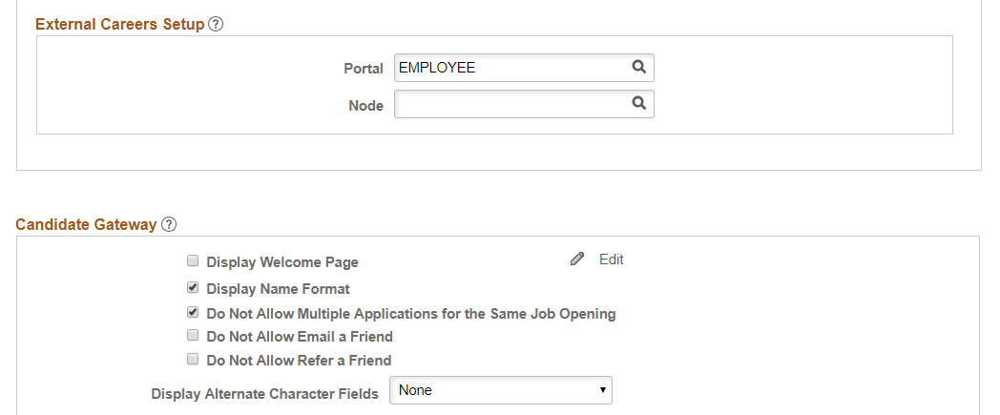 External Careers Setup ?
Portal EMPLOYEE
Node
Candidate Gateway ?
Display Welcome Page Edit
Display Name Format
Do Not Allow Multiple Applications for the Same Job Opening
Do Not Allow Email a Friend
Do Not Allow Refer a Friend
Display Alternate Character Fields None